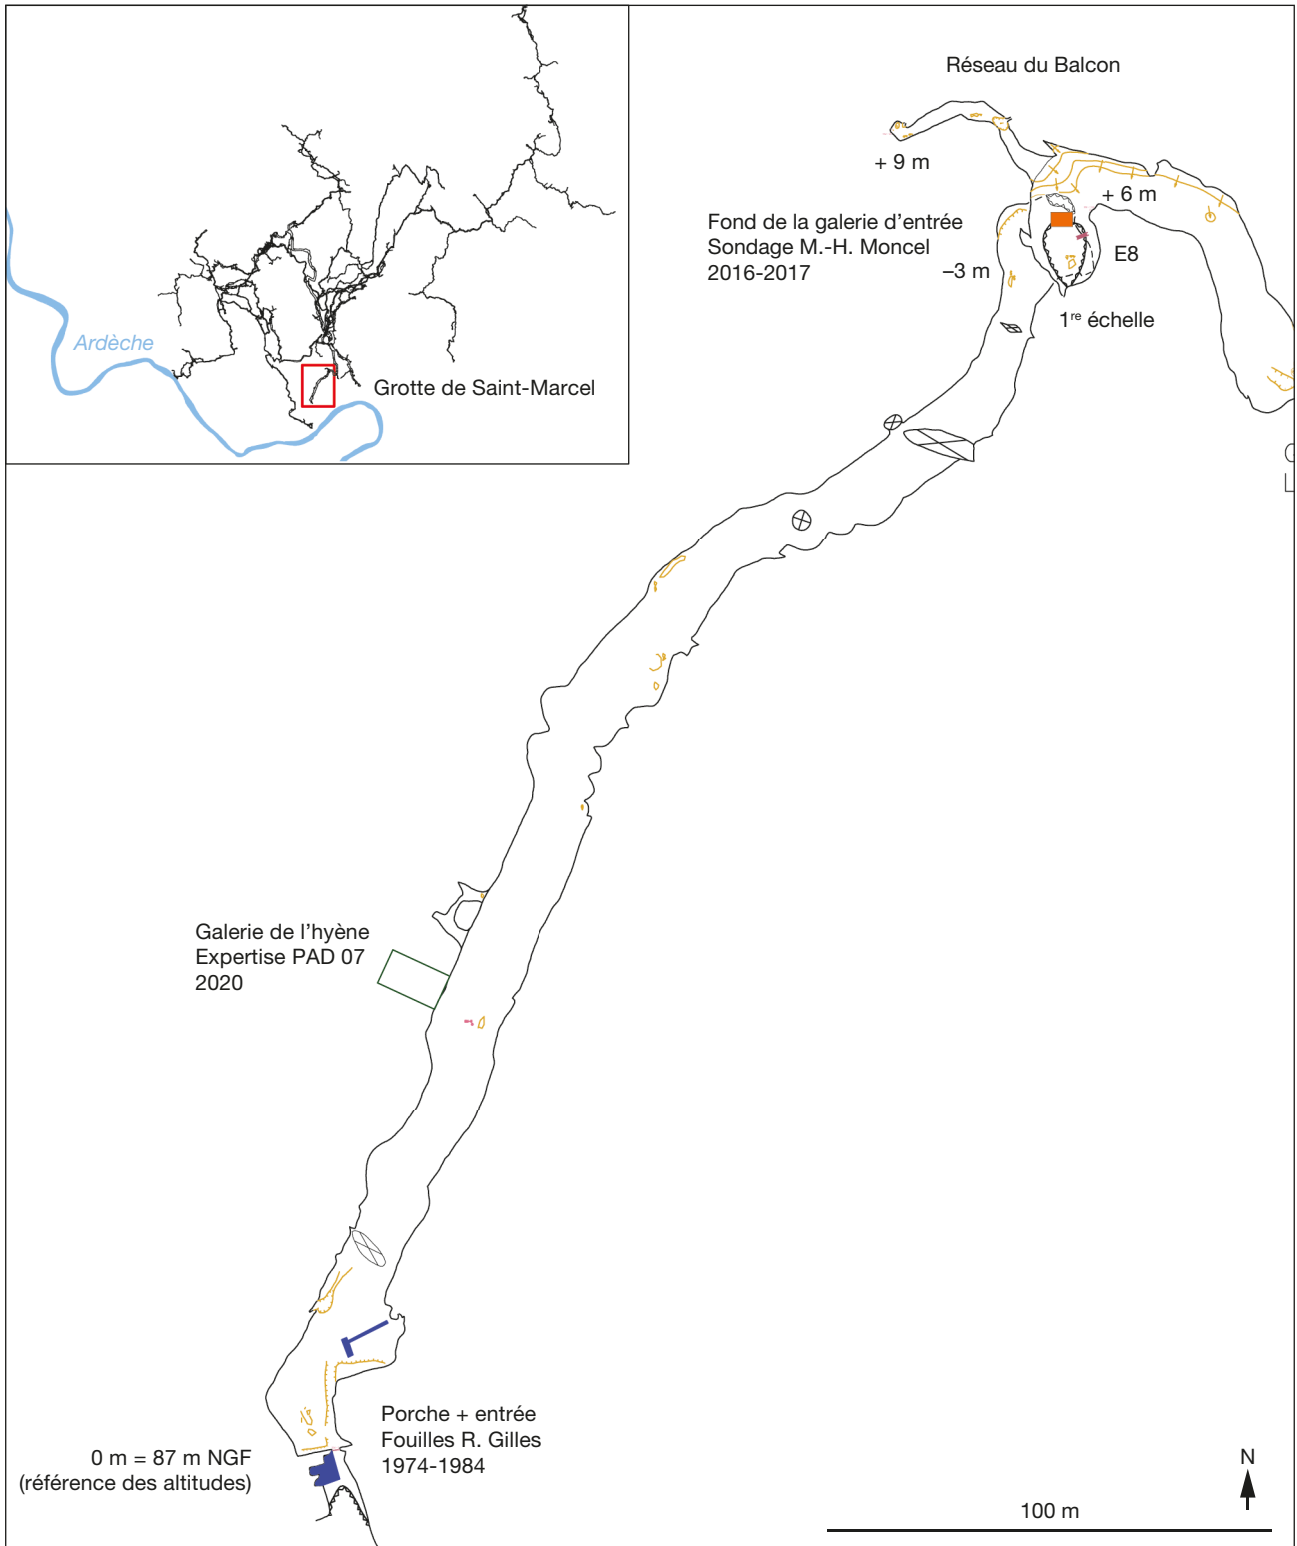 Réseau du Balcon
+ 9 m
+ 6 m
Fond de la galerie d'entrée
Sondage M.-H. Moncel
2016-2017
–3 m
E8
1re échelle
Ardèche
Grotte de Saint-Marcel
Galerie de l'hyène
Expertise PAD 07
2020
Porche + entrée
Fouilles R. Gilles
1974-1984
0 m = 87 m NGF
(référence des altitudes)
N
100 m